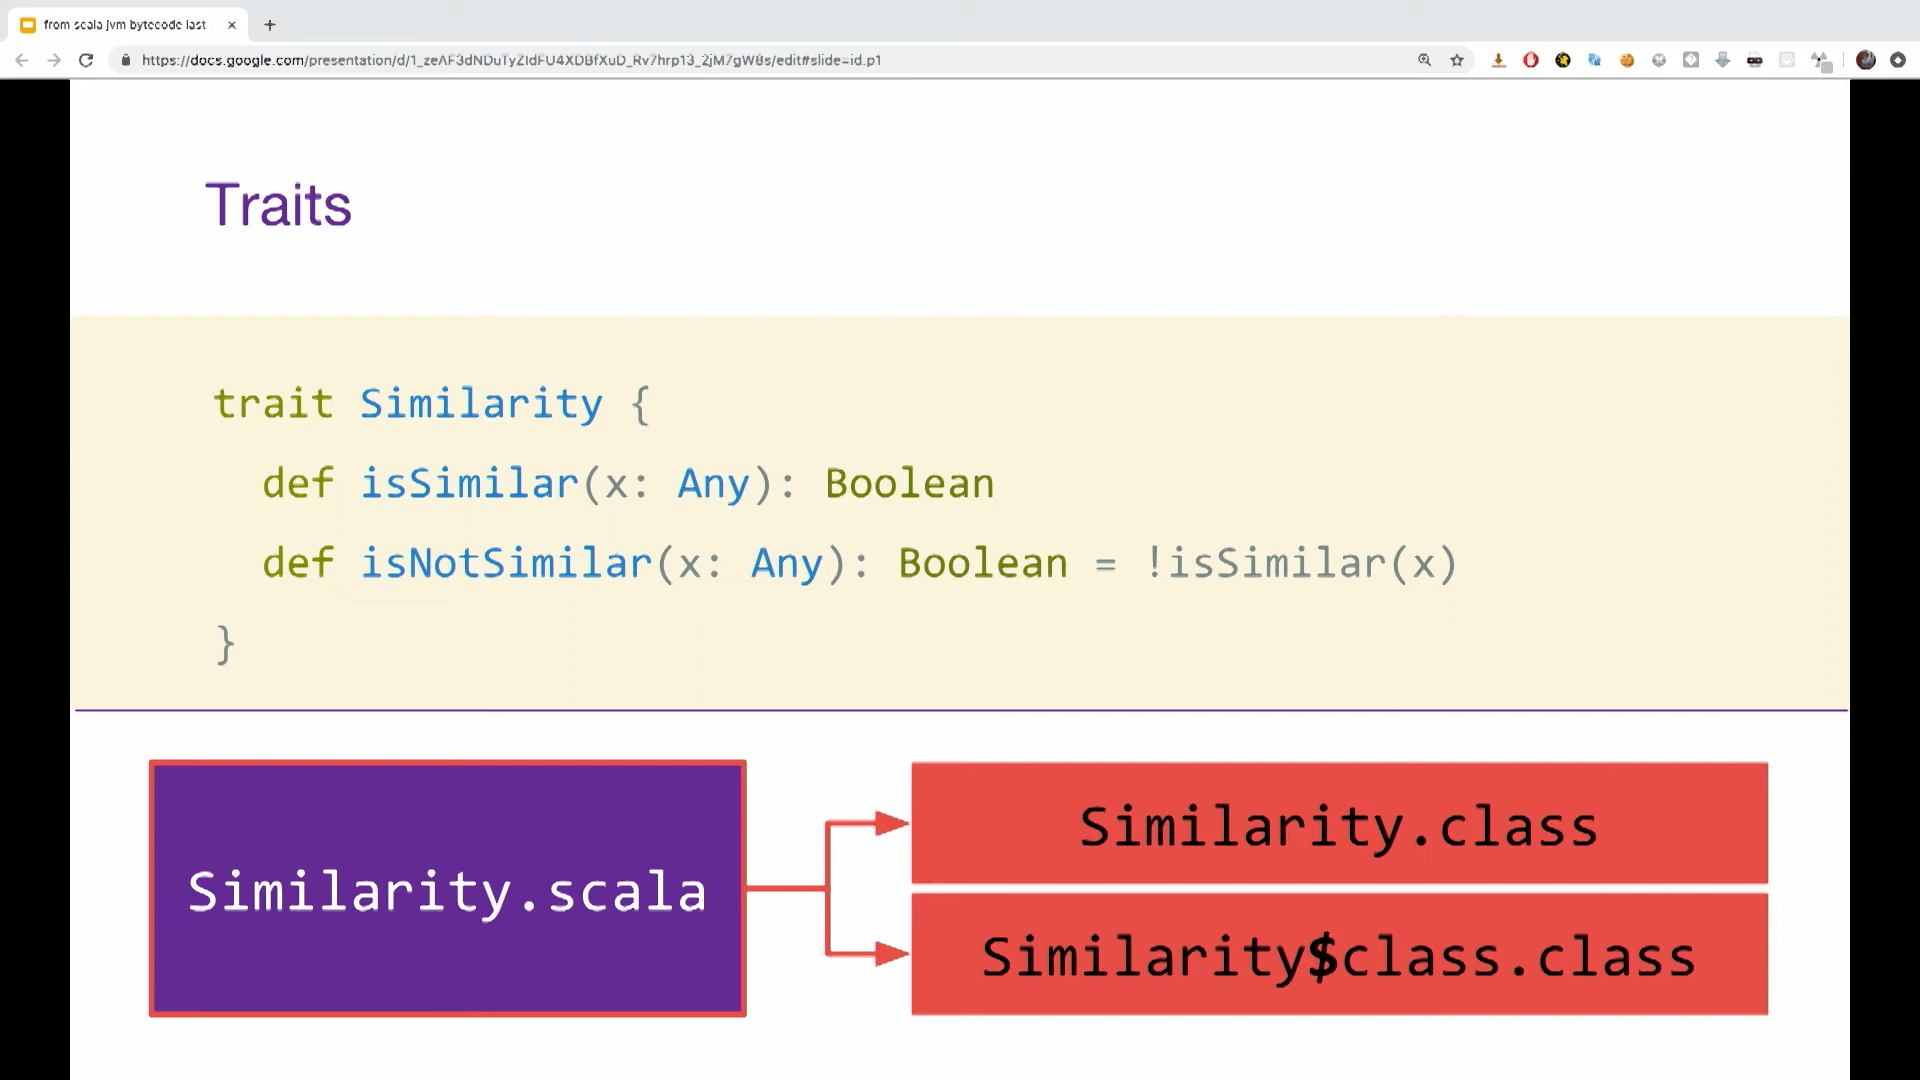 from scala jvm bytecode last
https://docs.google.com/presentation/d/1_zeAF3dNDuTyZIdFU4XDBfXuD_Rv7hrp13_2jM7gW8s/edit#slide=id.p1
Traits
trait Similarity {
def isSimilar(x: Any): Boolean
def isNotSimilar(x: Any): Boolean = !isSimilar(x)
}
Similarity.scala
Similarity.class
Similarity$class.class